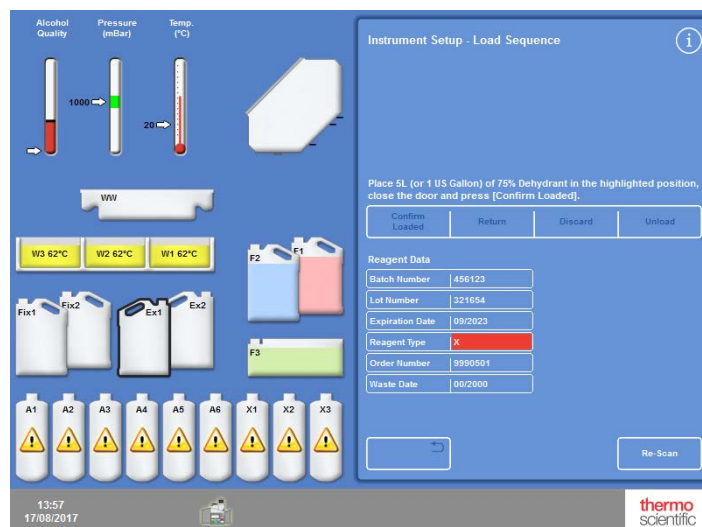 Alcohol Quality
Pressure (mBar)
Temp. (°C)
1000
20
WW
W3 62°C
W2 62°C
W1 62°C
F2
F1
Fix1
Fix2
Ex1
Ex2
F3
A1
A2
A3
A4
A5
A6
X1
X2
X3
Instrument Setup - Load Sequence
i
Place 5L (or 1 US Gallon) of 75% Dehydrant in the highlighted position,
close the door and press [Confirm Loaded].
Confirm Loaded
Return
Discard
Unload
Reagent Data
Batch Number 456123
Lot Number 321654
Expiration Date 09/2023
Reagent Type X
Order Number 9990501
Waste Date 00/2000
Re-Scan
13:57
17/08/2017
thermo
scientific